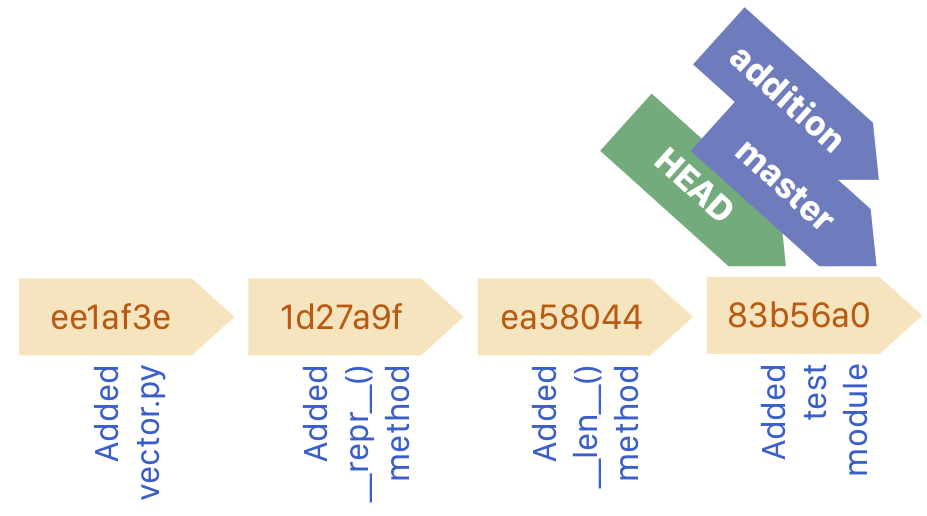 addition
master
HEAD
ee1af3e
1d27a9f
ea58044
83b56a0
Added
vector.py
Added
__repr__()
method
Added
__len__()
method
Added
test
module